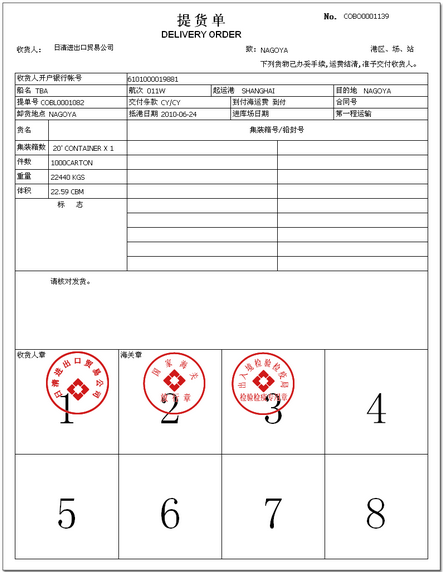 提货单
No. COBO0001139
DELIVERY ORDER
收货人: 日清进出口贸易公司
致: NAGOYA 港区、场、站
下列货物已办妥手续,运费结清,准予交付收货人。
收货人开户银行帐号 6101000019881
船名 TBA 航次 011W 起运港 SHANGHAI 目的地 NAGOYA
提单号 COBL0001082 交付条款 CY/CY 到付海运费 到付 合同号
卸货地点 NAGOYA 抵港日期 2010-06-24 进库场日期 第一程运输
货名 集装箱号/铅封号
集装箱数 20' CONTAINER X 1
件数 1000CARTON
重量 22440 KGS
体积 22.59 CBM
标 志
请核对发货。
收货人章 海关章
日清进出口贸易公司 国家海关 出入境检验检疫局
章 检验检疫 章
1 2 3 4
5 6 7 8